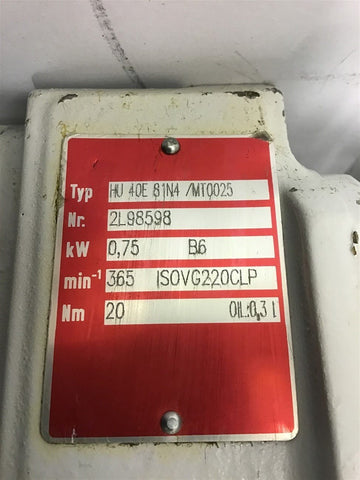 Typ HU 40E 81N4 /MT0025
Nr. 2L98598
kW 0,75 B6
min-1 365 ISOVG220CLP
Nm 20 OIL:0,3 l